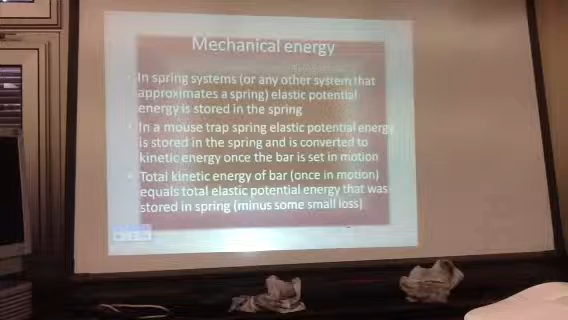 Mechanical energy
In spring systems (or any other system that
approximates a spring) elastic potential
energy is stored in the spring
In a mouse trap spring elastic potential energy
is stored in the spring and is converted to
kinetic energy once the bar is set in motion
Total kinetic energy of bar (once in motion)
equals total elastic potential energy that was
stored in spring (minus some small loss)